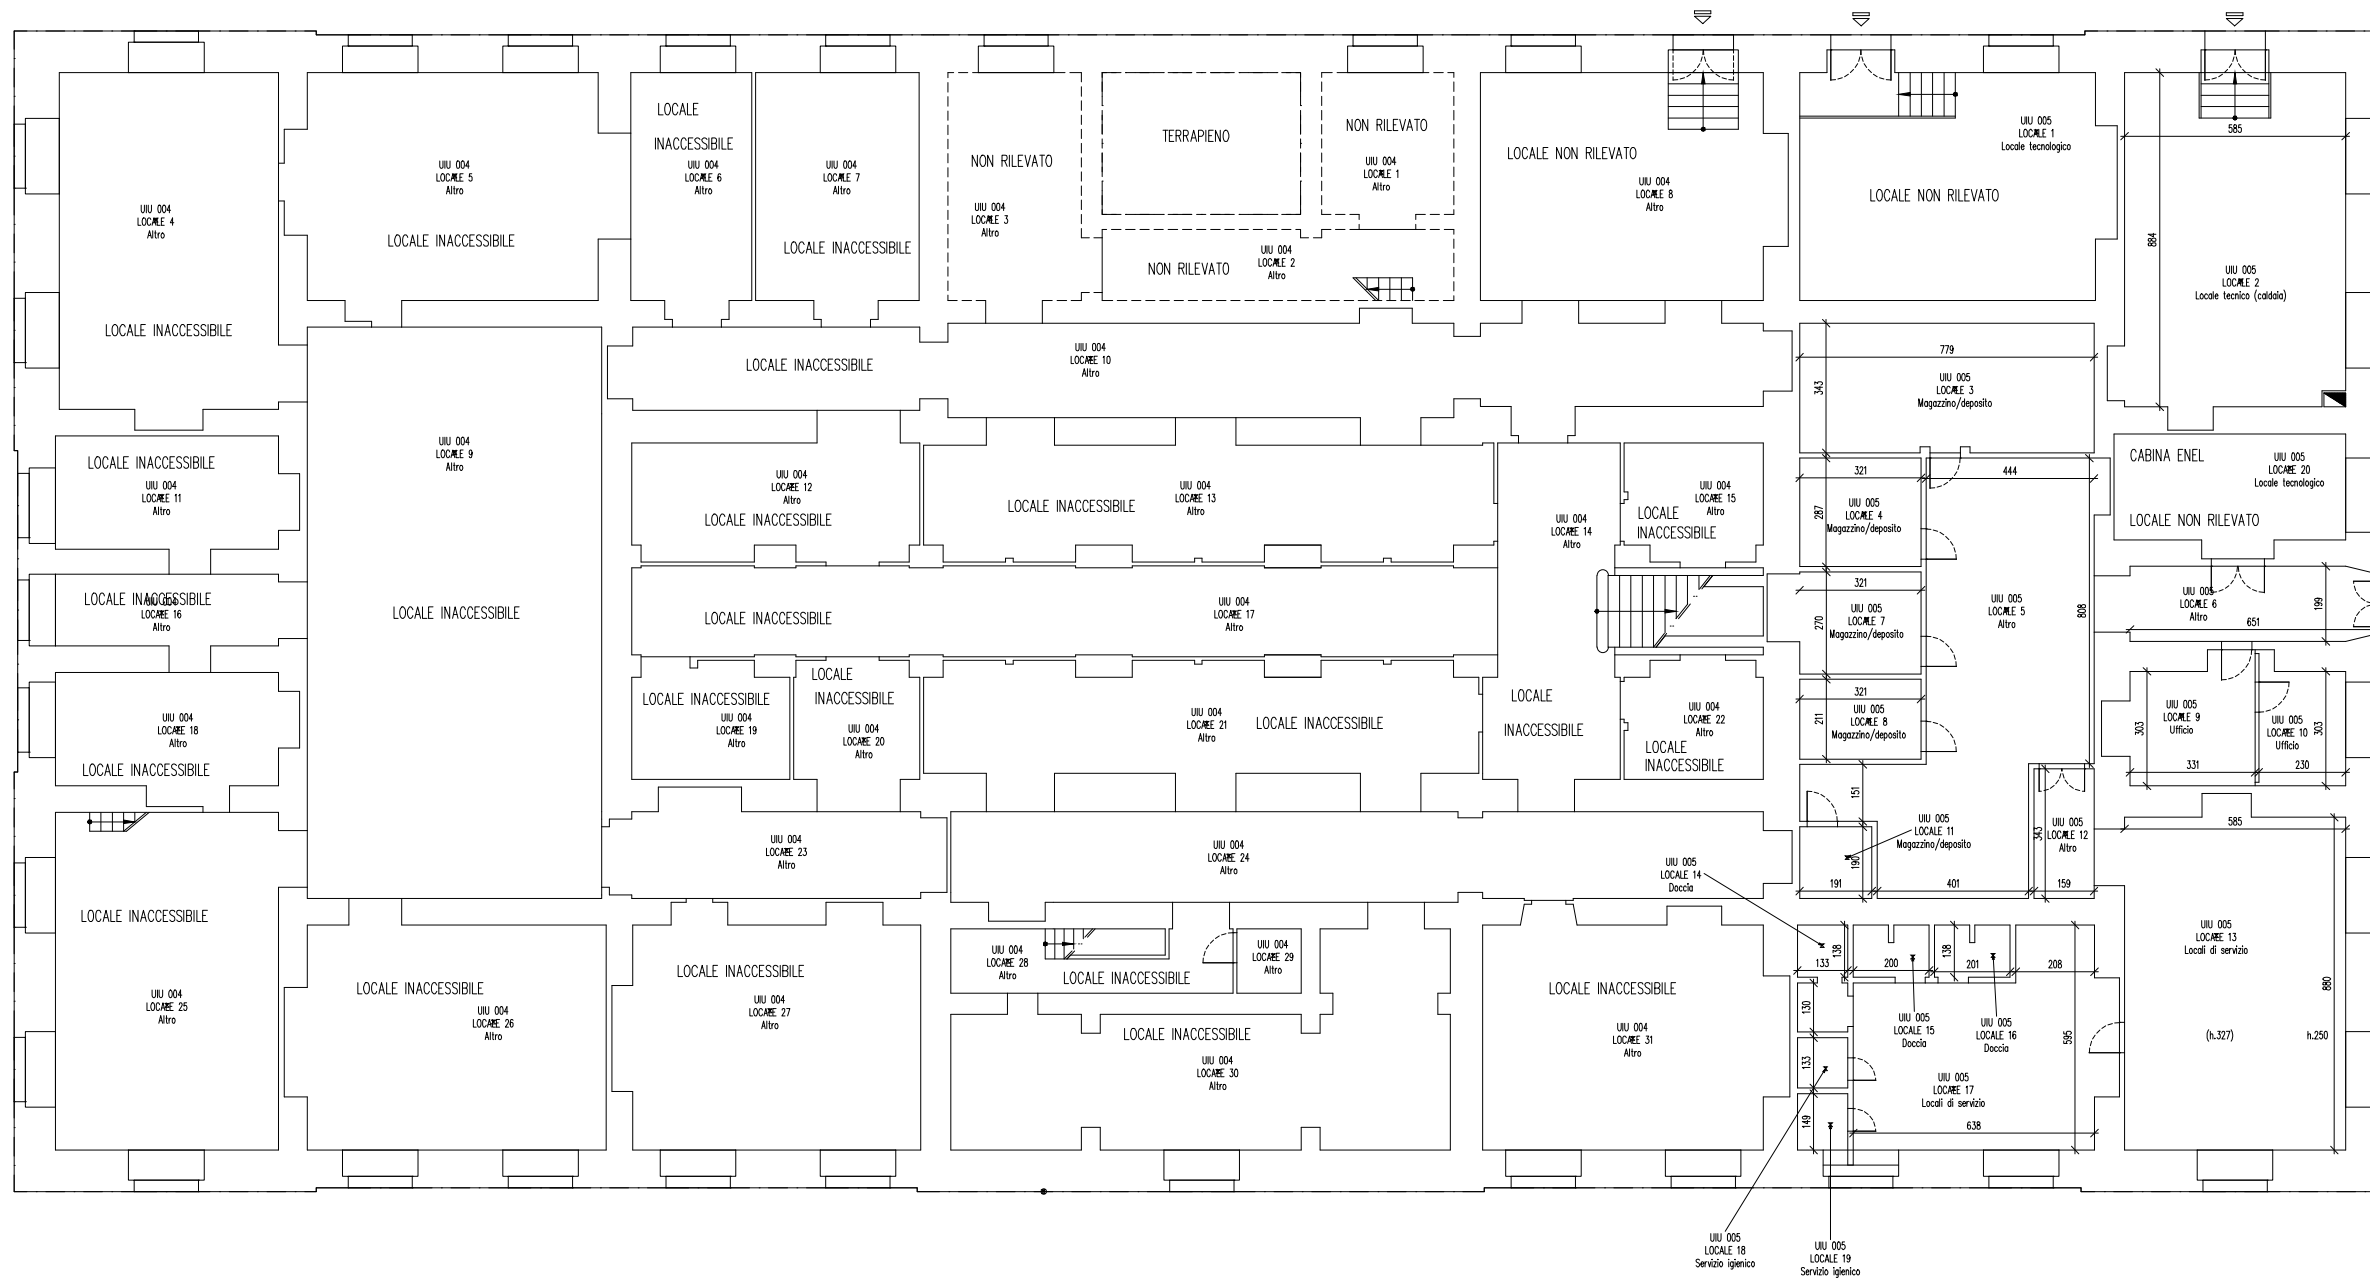 LOCALE
INACCESSIBILE
UIU 004
LOCALE 6
Altro
UIU 004
LOCALE 4
Altro
LOCALE INACCESSIBILE
UIU 004
LOCALE 5
Altro
LOCALE INACCESSIBILE
UIU 004
LOCALE 7
Altro
LOCALE INACCESSIBILE
NON RILEVATO
UIU 004
LOCALE 3
Altro
TERRAPIENO
NON RILEVATO
UIU 004
LOCALE 1
Altro
UIU 004
LOCALE 2
Altro
NON RILEVATO
LOCALE NON RILEVATO
UIU 004
LOCALE 8
Altro
UIU 005
LOCALE 1
Locale tecnologico
LOCALE NON RILEVATO
585
884
UIU 005
LOCALE 2
Locale tecnico (caldaia)
LOCALE INACCESSIBILE
UIU 004
LOCALE 10
Altro
779
343
UIU 005
LOCALE 3
Magazzino/deposito
UIU 004
LOCALE 9
Altro
LOCALE INACCESSIBILE
LOCALE INACCESSIBILE
UIU 004
LOCALE 11
Altro
UIU 004
LOCALE 12
Altro
LOCALE INACCESSIBILE
UIU 004
LOCALE 13
Altro
LOCALE INACCESSIBILE
UIU 004
LOCALE 14
Altro
UIU 004
LOCALE 15
Altro
LOCALE
INACCESSIBILE
321
444
287
UIU 005
LOCALE 4
Magazzino/deposito
CABINA ENEL
UIU 005
LOCALE 20
Locale tecnologico
LOCALE NON RILEVATO
LOCALE INACCESSIBILE
UIU 004
LOCALE 16
Altro
LOCALE INACCESSIBILE
UIU 004
LOCALE 17
Altro
321
270
UIU 005
LOCALE 7
Magazzino/deposito
UIU 005
LOCALE 5
Altro
808
UIU 005
LOCALE 6
Altro
199
651
UIU 004
LOCALE 18
Altro
LOCALE INACCESSIBILE
LOCALE INACCESSIBILE
UIU 004
LOCALE 19
Altro
LOCALE
INACCESSIBILE
UIU 004
LOCALE 20
Altro
UIU 004
LOCALE 21
Altro
LOCALE INACCESSIBILE
LOCALE
INACCESSIBILE
UIU 004
LOCALE 22
Altro
LOCALE
INACCESSIBILE
321
211
UIU 005
LOCALE 8
Magazzino/deposito
UIU 005
LOCALE 9
Ufficio
303
UIU 005
LOCALE 10
Ufficio
303
331
230
151
UIU 005
LOCALE 11
Magazzino/deposito
190
191
401
159
343
UIU 005
LOCALE 12
Altro
585
UIU 004
LOCALE 23
Altro
UIU 004
LOCALE 24
Altro
UIU 005
LOCALE 14
Doccia
LOCALE INACCESSIBILE
UIU 004
LOCALE 25
Altro
LOCALE INACCESSIBILE
UIU 004
LOCALE 26
Altro
LOCALE INACCESSIBILE
UIU 004
LOCALE 27
Altro
UIU 004
LOCALE 28
Altro
LOCALE INACCESSIBILE
UIU 004
LOCALE 29
Altro
LOCALE INACCESSIBILE
UIU 004
LOCALE 30
Altro
LOCALE INACCESSIBILE
UIU 004
LOCALE 31
Altro
138
133
200
138
201
208
130
133
149
UIU 005
LOCALE 15
Doccia
UIU 005
LOCALE 16
Doccia
595
UIU 005
LOCALE 17
Locali di servizio
638
UIU 005
LOCALE 13
Locali di servizio
880
(h.327)
h.250
UIU 005
LOCALE 18
Servizio igienico
UIU 005
LOCALE 19
Servizio igienico